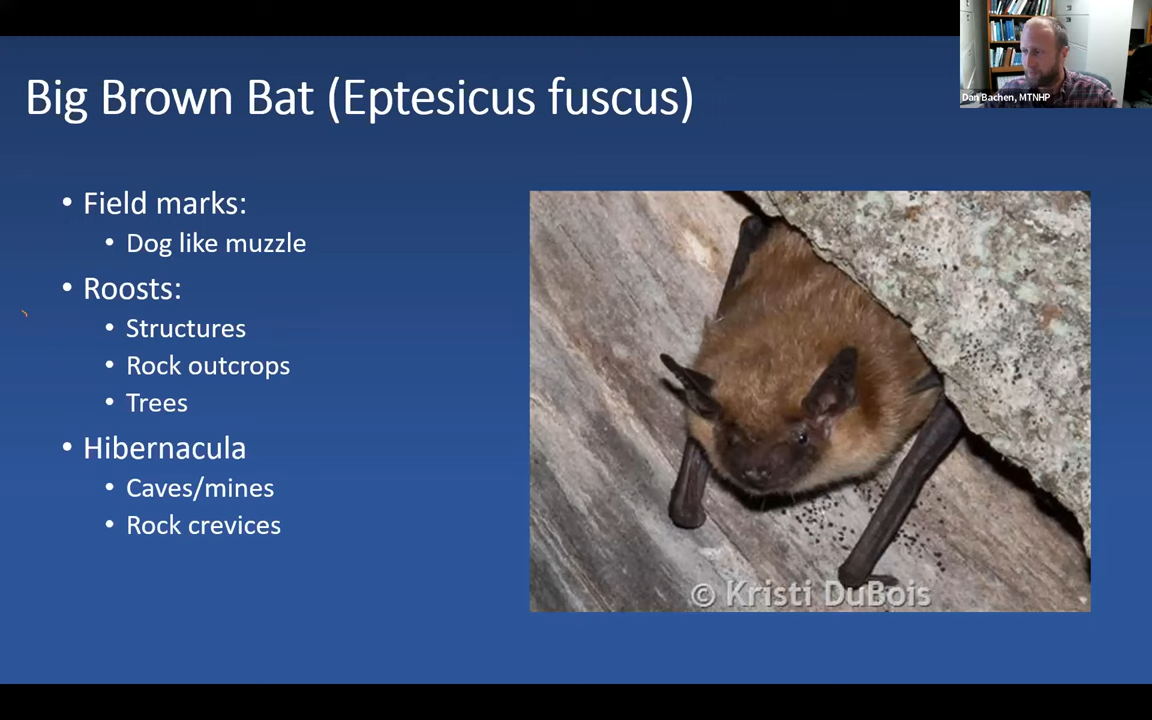 Big Brown Bat (Eptesicus fuscus)
Dan Bachen, MTNHP
• Field marks:
• Dog like muzzle
• Roosts:
• Structures
• Rock outcrops
• Trees
• Hibernacula
• Caves/mines
• Rock crevices
© Kristi DuBois